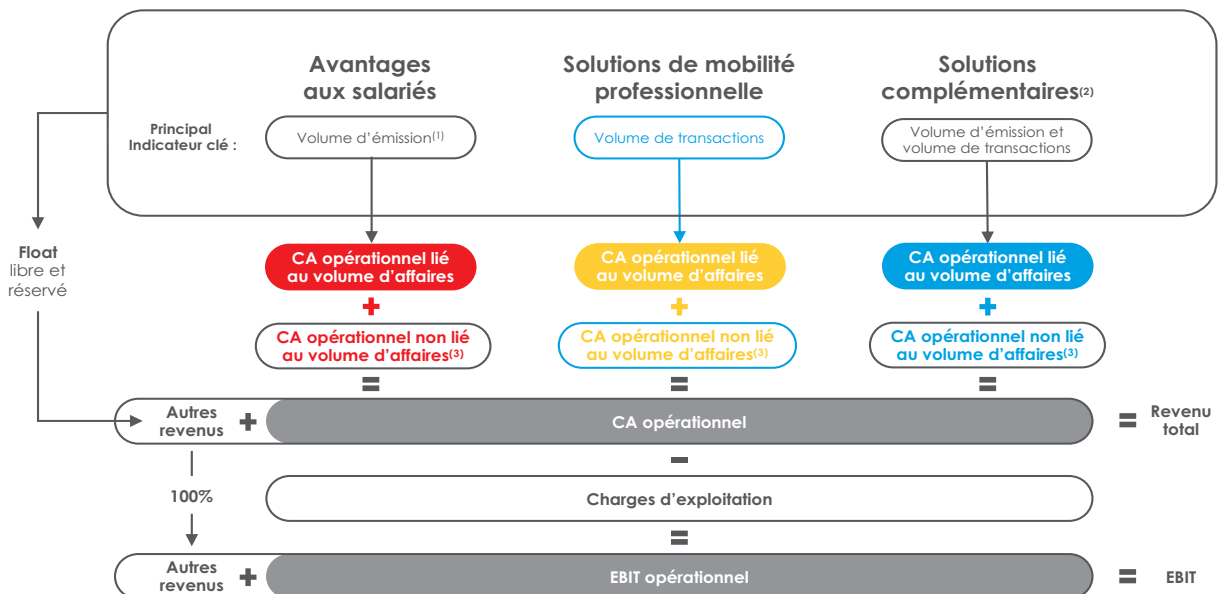 Avantages
aux salariés
Solutions de mobilité
professionnelle
Solutions
complémentaires(2)
Principal
Indicateur clé :
Volume d'émission(1)
Volume de transactions
Volume d'émission et
volume de transactions
Float
libre et
réservé
CA opérationnel lié
au volume d'affaires
CA opérationnel lié
au volume d'affaires
CA opérationnel lié
au volume d'affaires
+
+
+
CA opérationnel non lié
au volume d'affaires(3)
CA opérationnel non lié
au volume d'affaires(3)
CA opérationnel non lié
au volume d'affaires(3)
=
=
=
Autres
revenus
+
CA opérationnel
=
Revenu
total
-
100%
Charges d'exploitation
=
Autres
revenus
+
EBIT opérationnel
=
EBIT